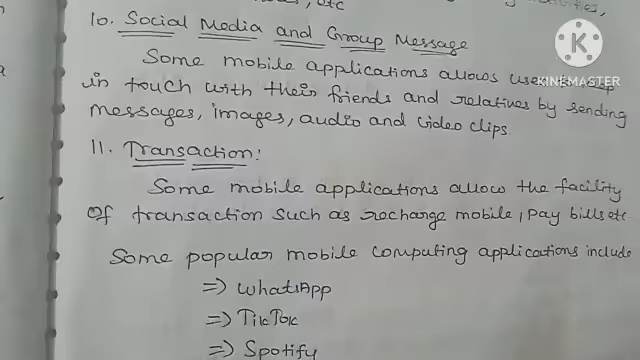 etc
10. Social Media and Group Message
Some mobile applications allows users
in touch with their friends and relatives by sending
messages, images, audio and video clips
11. Transaction:
Some mobile applications allow the facility
of transaction such as recharge mobile, pay bills etc
Some popular mobile computing applications include
=> WhatsApp
=> TikTok
=> Spotify
KINEMASTER